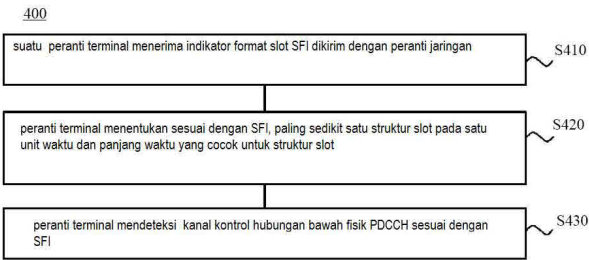 400
suatu peranti terminal menerima indikator format slot SFI dikirim dengan peranti jaringan
S410
peranti terminal menentukan sesuai dengan SFI, paling sedikit satu struktur slot pada satu
unit waktu dan panjang waktu yang cocok untuk struktur slot
S420
peranti terminal mendeteksi kanal kontrol hubungan bawah fisik PDCCH sesuai dengan
SFI
S430